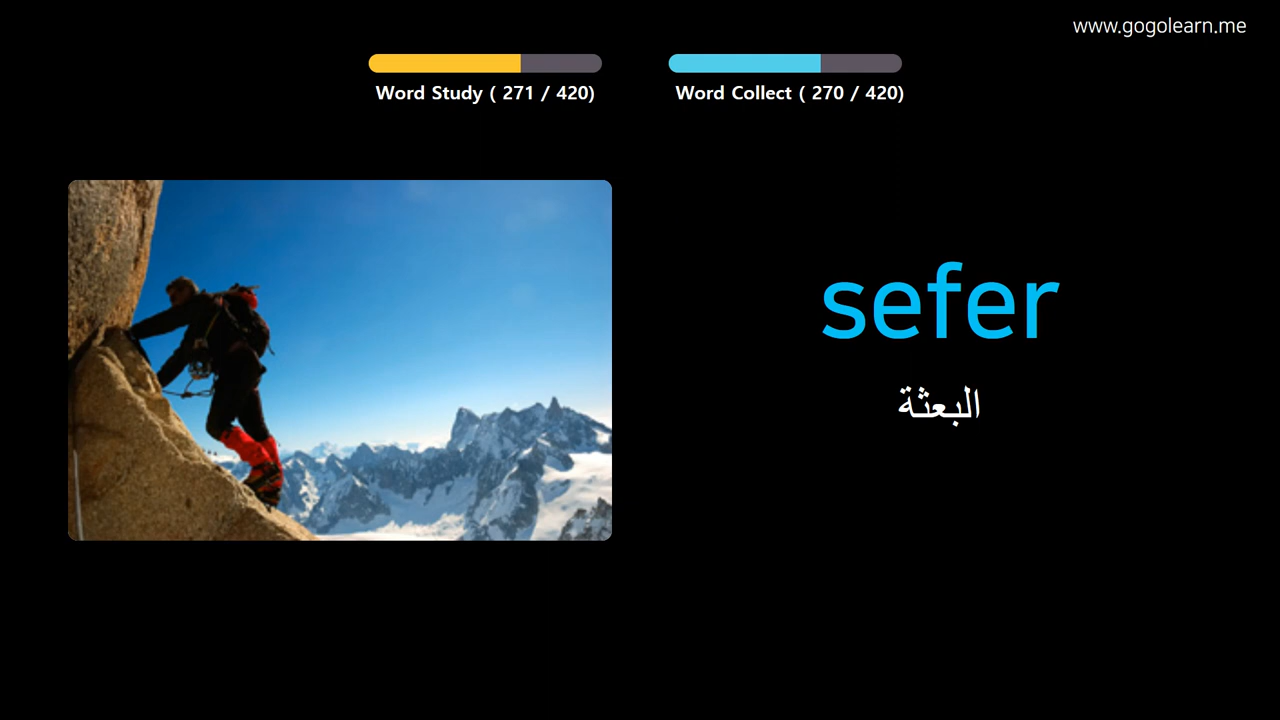 www.gogolearn.me
Word Study ( 271 / 420)
Word Collect ( 270 / 420)
sefer
البعثة